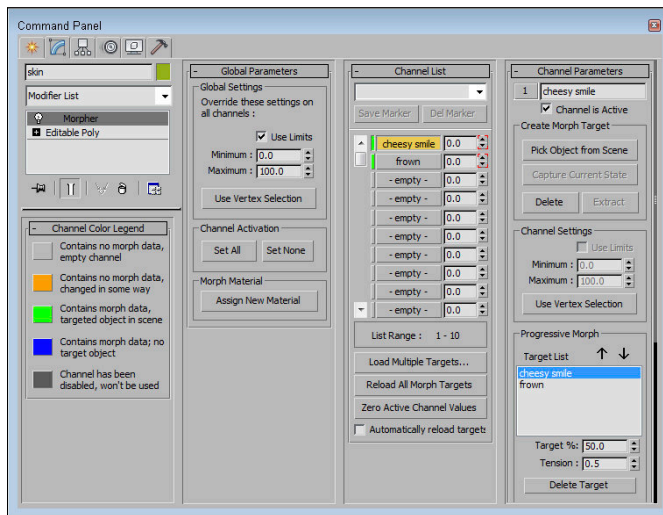 Command Panel
skin
Modifier List
Morpher
Editable Poly
- Channel Color Legend
Contains no morph data,
empty channel
Contains no morph data,
changed in some way
Contains morph data,
targeted object in scene
Contains morph data; no
target object
Channel has been
disabled, won't be used
- Global Parameters
Global Settings
Override these settings on
all channels :
Use Limits
Minimum : 0.0
Maximum : 100.0
Use Vertex Selection
Channel Activation
Set All Set None
Morph Material
Assign New Material
- Channel List
Save Marker Del Marker
cheesy smile 0.0
frown 0.0
- empty - 0.0
- empty - 0.0
- empty - 0.0
- empty - 0.0
- empty - 0.0
- empty - 0.0
- empty - 0.0
- empty - 0.0
List Range : 1 - 10
Load Multiple Targets...
Reload All Morph Targets
Zero Active Channel Values
Automatically reload targets
- Channel Parameters
1 cheesy smile
Channel is Active
Create Morph Target
Pick Object from Scene
Capture Current State
Delete Extract
Channel Settings
Use Limits
Minimum : 0.0
Maximum : 100.0
Use Vertex Selection
Progressive Morph
Target List
cheesy smile
frown
Target %: 50.0
Tension : 0.5
Delete Target